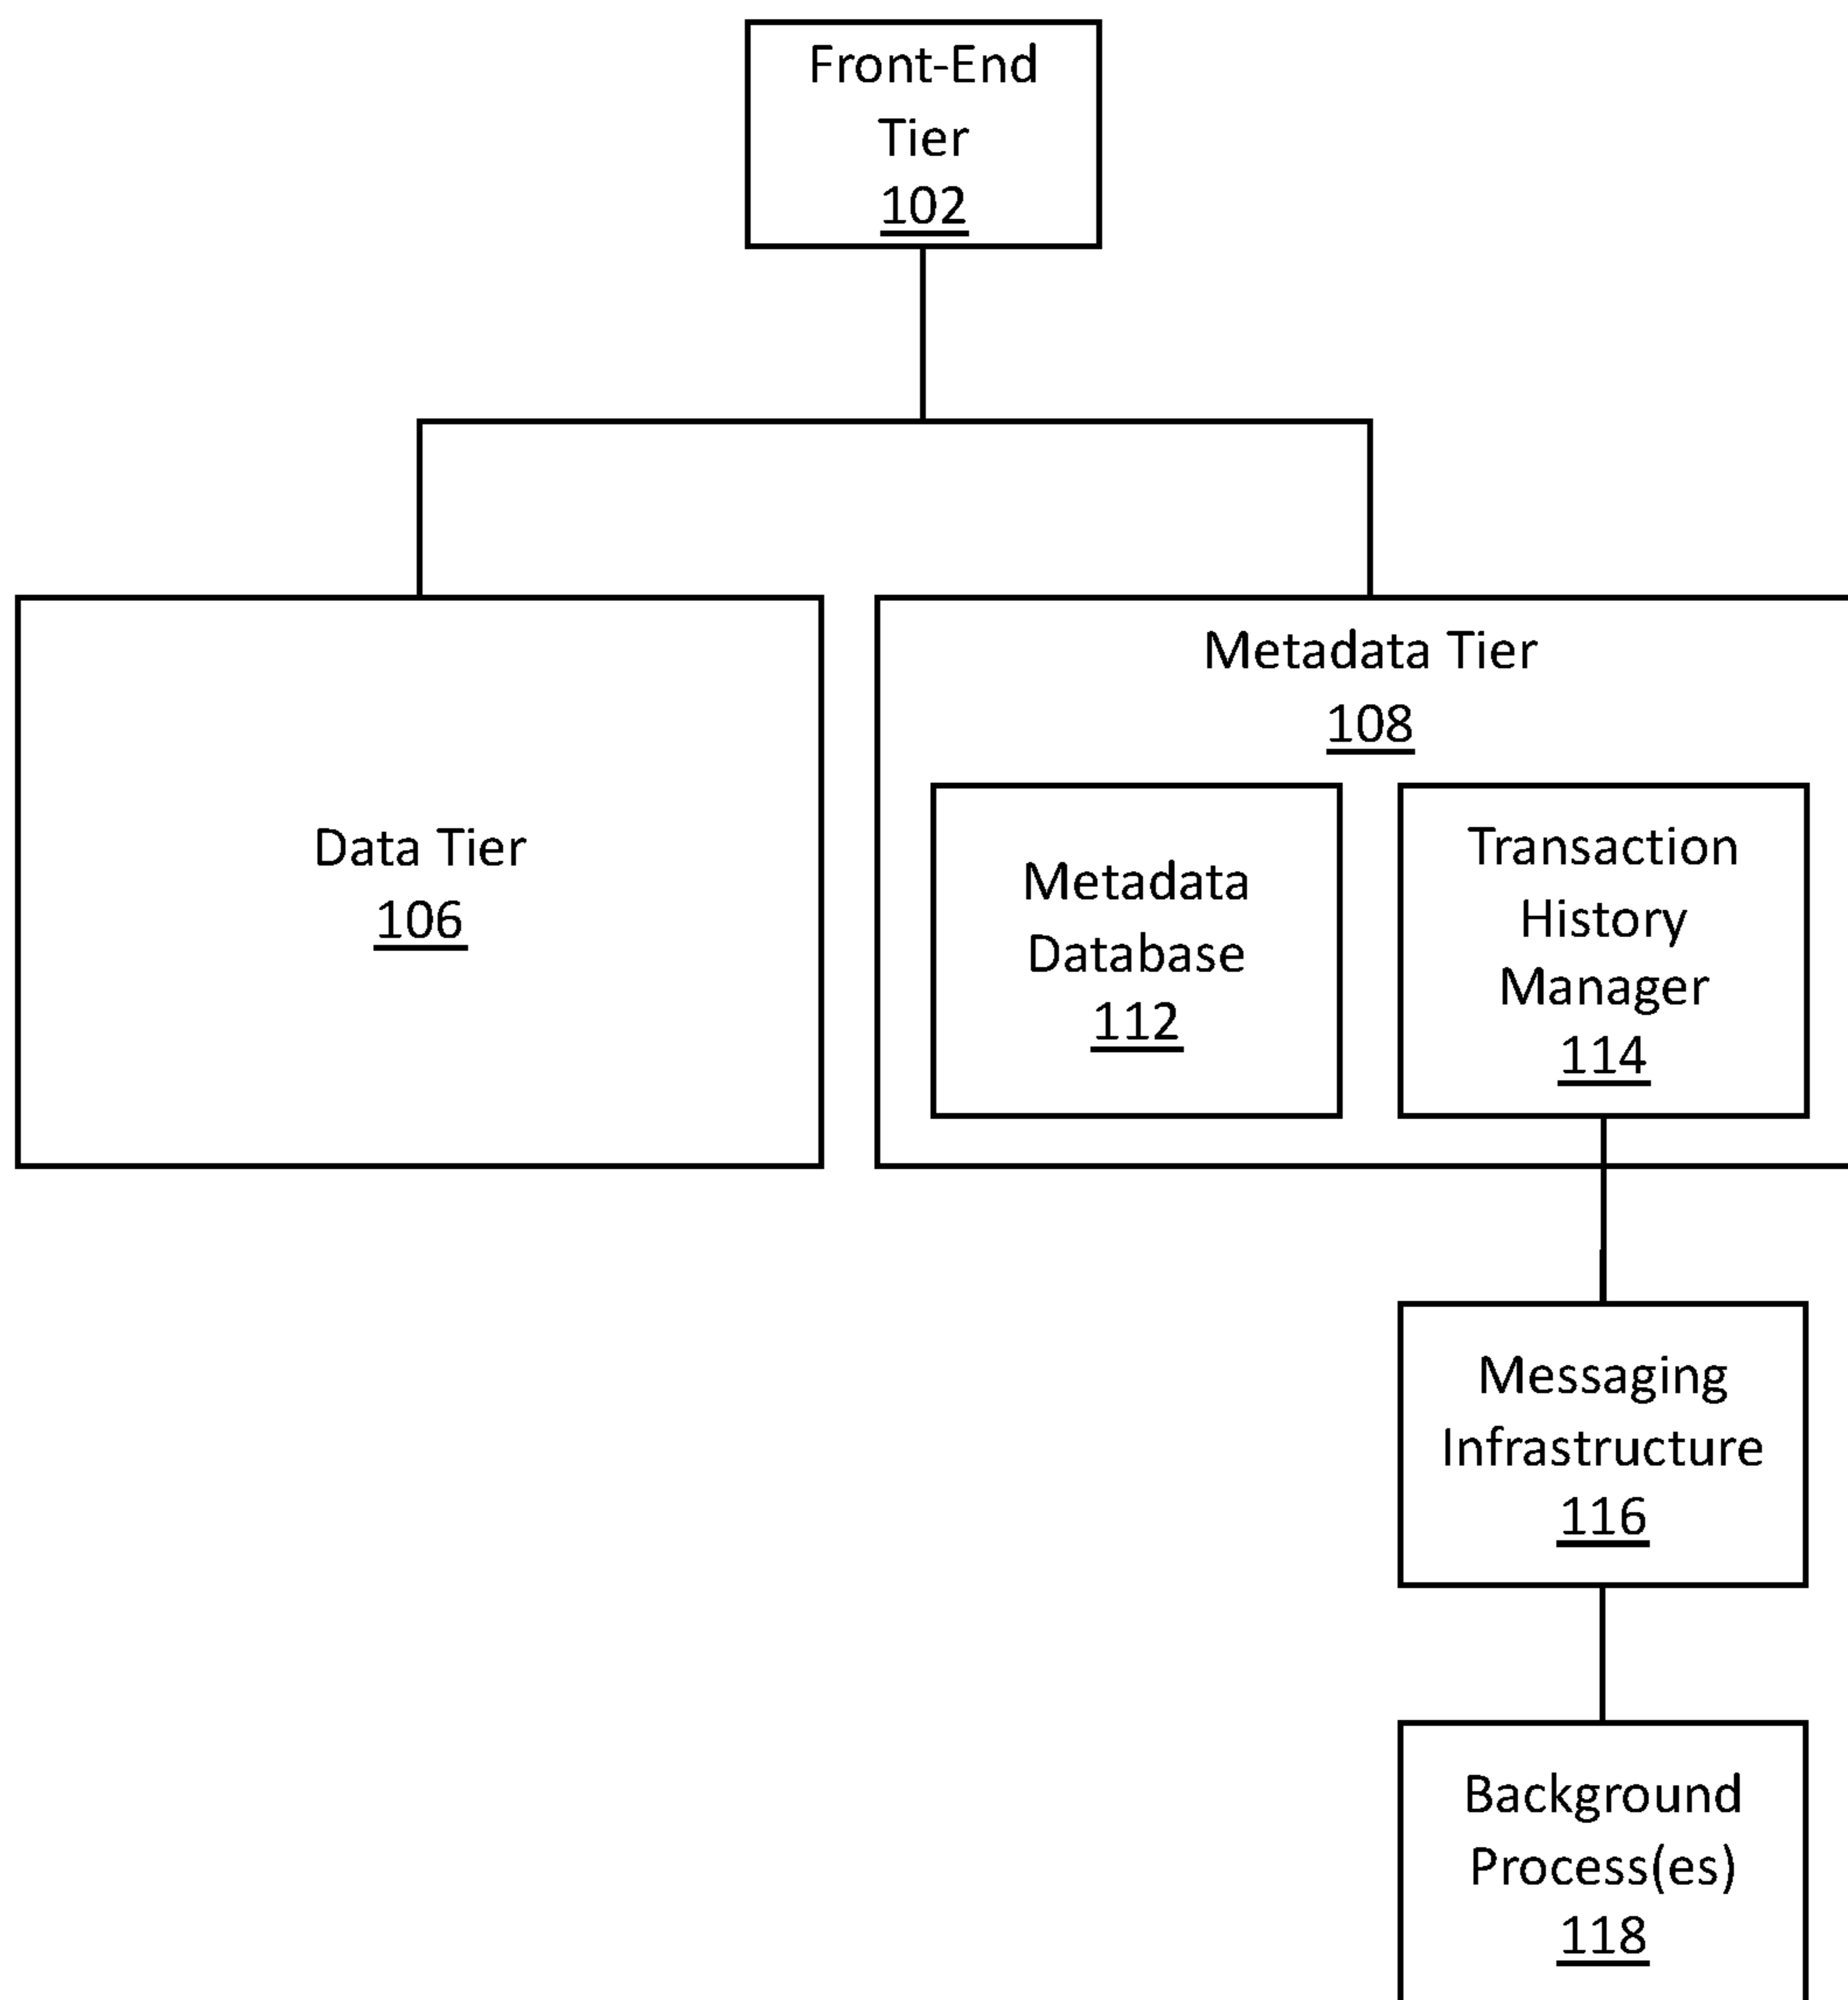 Front-End
Tier
102
Data Tier
106
Metadata Tier
108
Metadata
Database
112
Transaction
History
Manager
114
Messaging
Infrastructure
116
Background
Process(es)
118